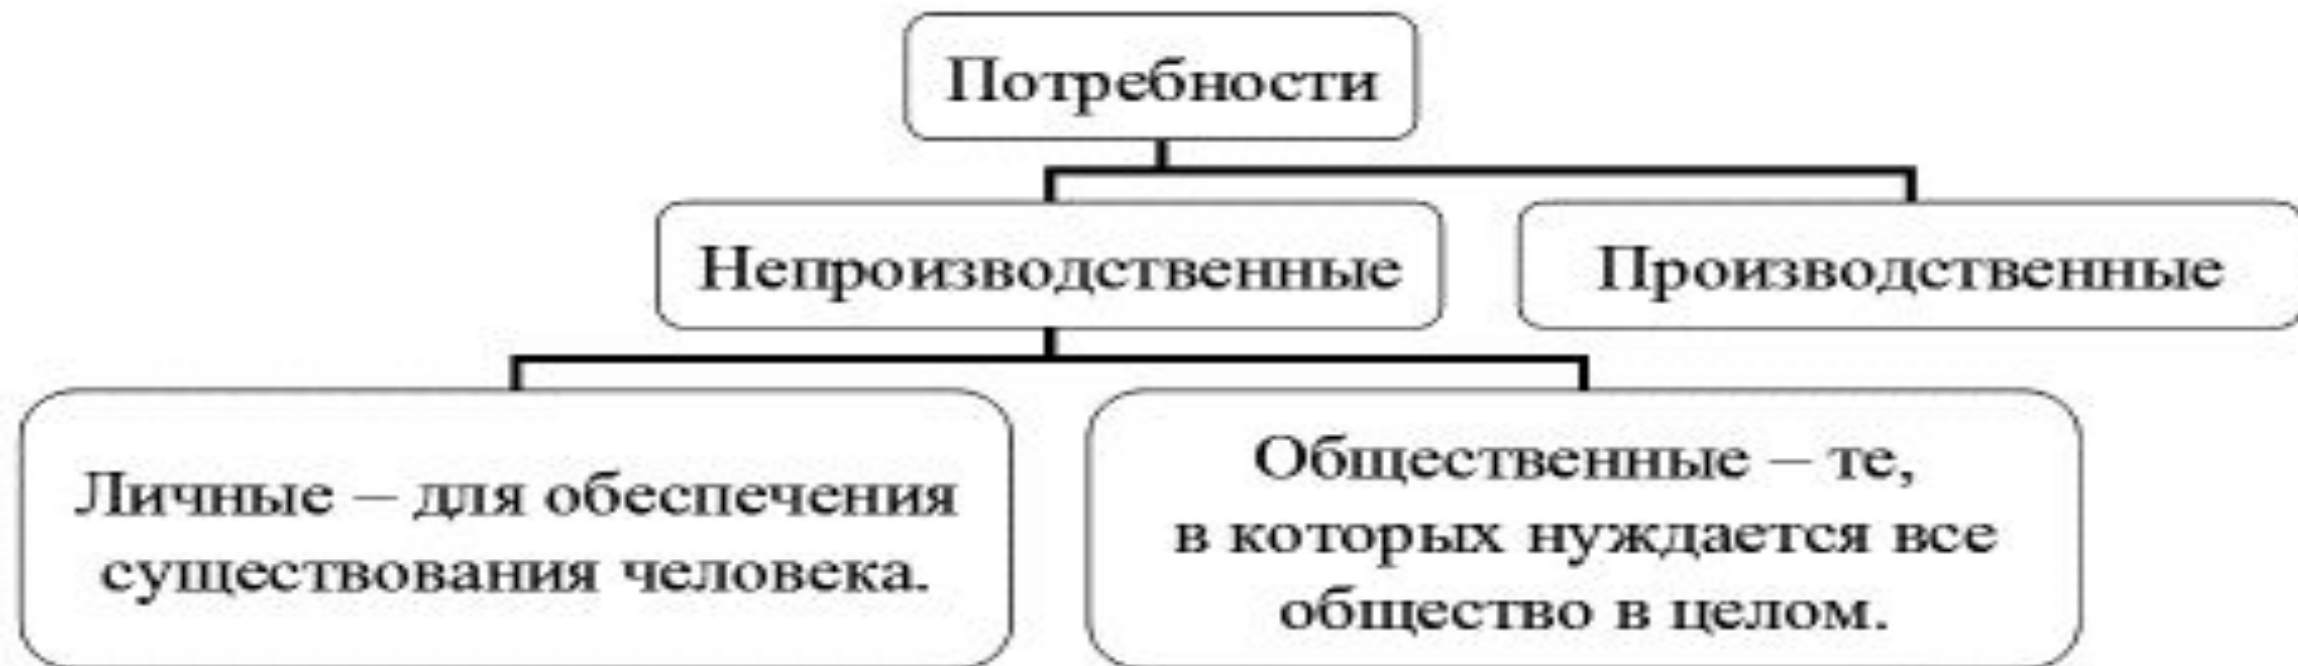 Потребности
Непроизводственные
Производственные
Личные – для обеспечения
существования человека.
Общественные – те,
в которых нуждается все
общество в целом.